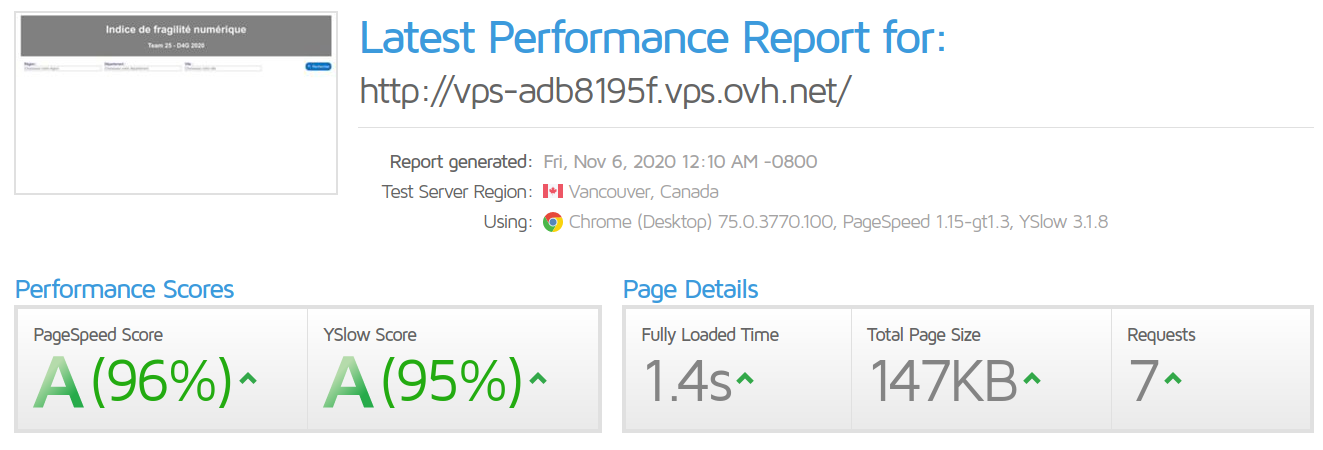 Indice de fragilité numérique
Team 25 - D4G 2020
Région :
Département :
Ville :
Latest Performance Report for:
http://vps-adb8195f.vps.ovh.net/
Report generated: Fri, Nov 6, 2020 12:10 AM -0800
Test Server Region: Vancouver, Canada
Using: Chrome (Desktop) 75.0.3770.100, PageSpeed 1.15-gt1.3, YSlow 3.1.8
Performance Scores
Page Details
PageSpeed Score
YSlow Score
Fully Loaded Time
Total Page Size
Requests
A (96%)
A (95%)
1.4s
147KB
7